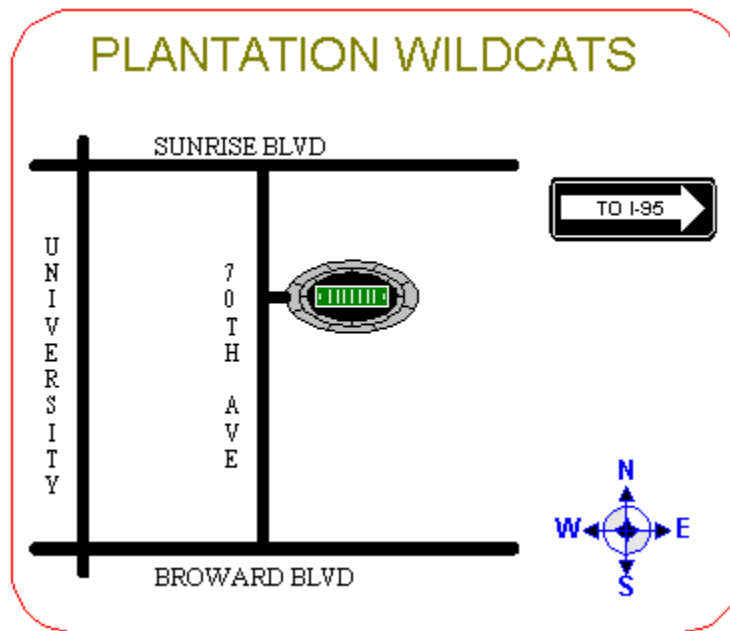 PLANTATION WILDCATS
SUNRISE BLVD
TO I-95
UNIVERSITY
70TH AVE
N
W E
S
BROWARD BLVD